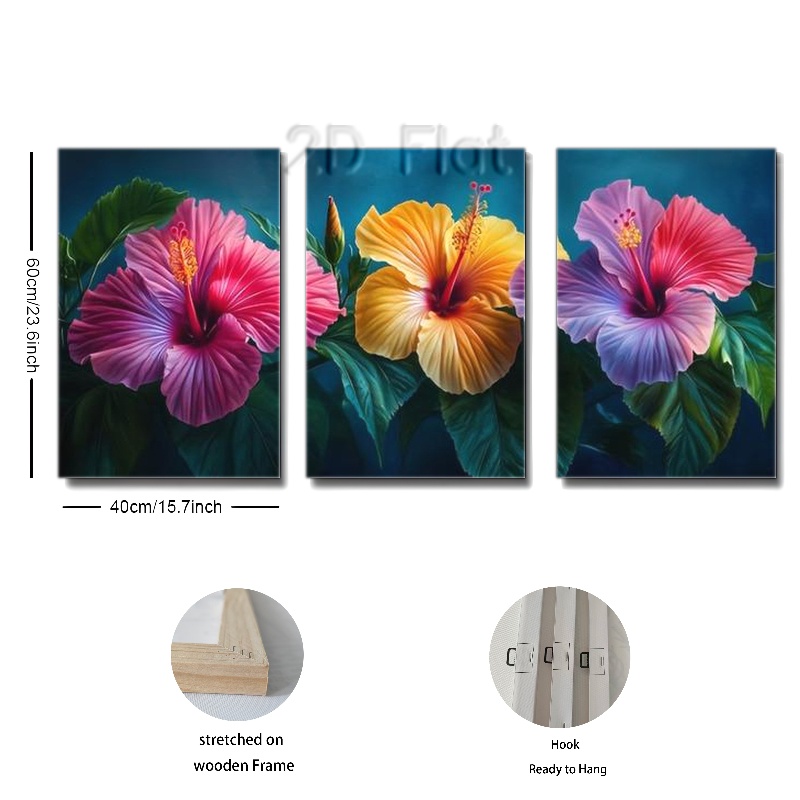 2D Flat
60cm/23.6inch
40cm/15.7inch
stretched on
wooden Frame
Hook
Ready to Hang